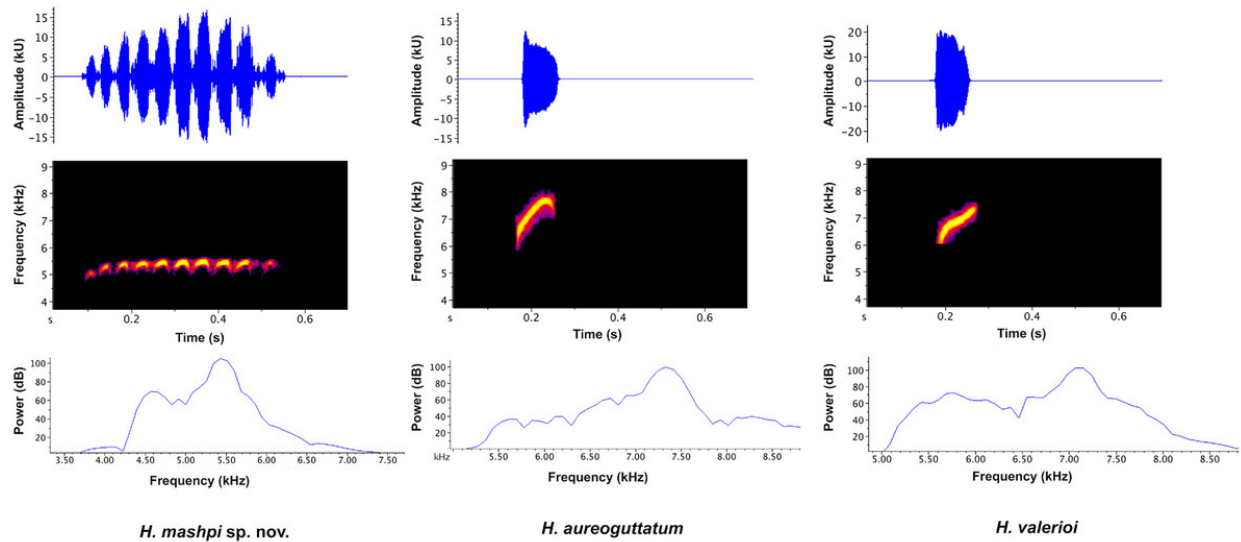 15
10
5
0
−5
−10
−15
Amplitude (kU)
10
5
0
−5
−10
Amplitude (kU)
20
10
0
−10
−20
Amplitude (kU)
9
8
7
6
5
4
Frequency (kHz)
s
0.2
0.4
0.6
Time (s)
9
8
7
6
5
4
Frequency (kHz)
s
0.2
0.4
0.6
Time (s)
9
8
7
6
5
4
Frequency (kHz)
s
0.2
0.4
0.6
Time (s)
100
80
60
40
20
Power (dB)
3.50 4.00 4.50 5.00 5.50 6.00 6.50 7.00 7.50
Frequency (kHz)
100
80
60
40
20
Power (dB)
kHz 5.50 6.00 6.50 7.00 7.50 8.00 8.50
Frequency (kHz)
100
80
60
40
20
Power (dB)
5.00 5.50 6.00 6.50 7.00 7.50 8.00 8.50
Frequency (kHz)
H. mashpi sp. nov.
H. aureoguttatum
H. valerioi